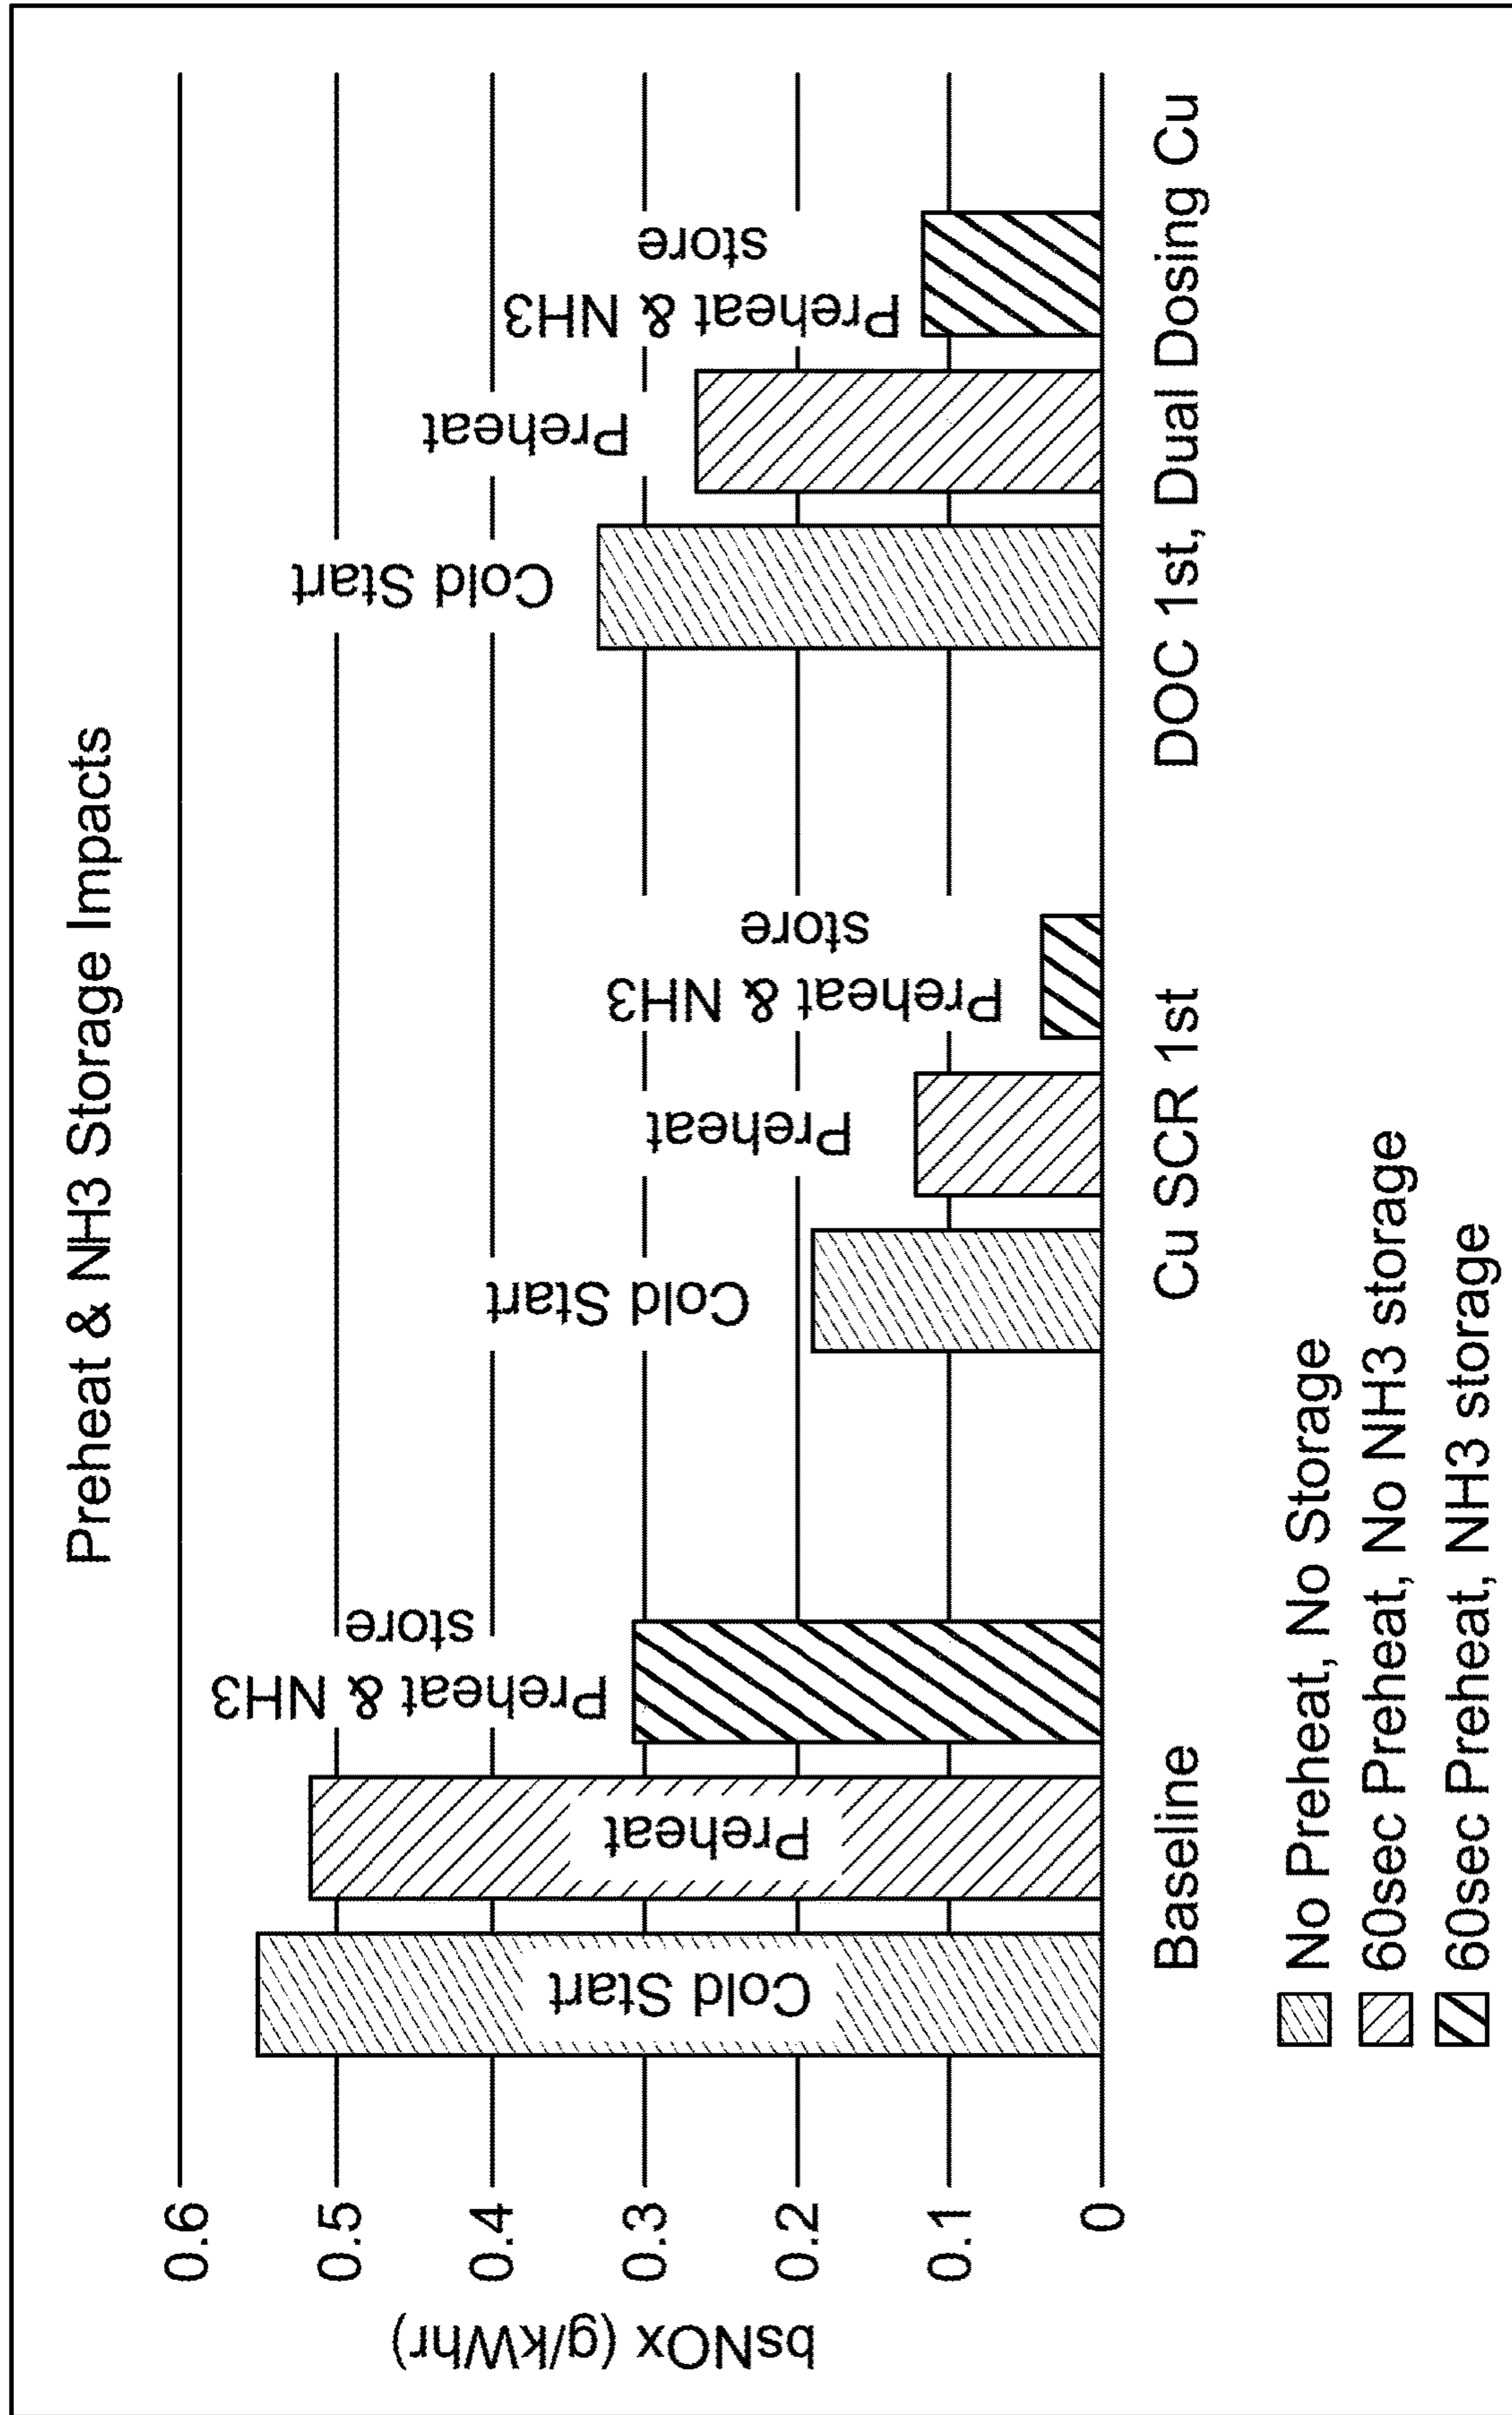 Preheat & NH3 Storage Impacts
bsNOx (g/kWhr)
0.6
0.5
0.4
0.3
0.2
0.1
0
Cold Start
Preheat
Preheat & NH3
store
Cold Start
Preheat
Preheat & NH3
store
Cold Start
Preheat
Preheat & NH3
store
Baseline
Cu SCR 1st
DOC 1st, Dual Dosing Cu
No Preheat, No Storage
60sec Preheat, No NH3 storage
60sec Preheat, NH3 storage